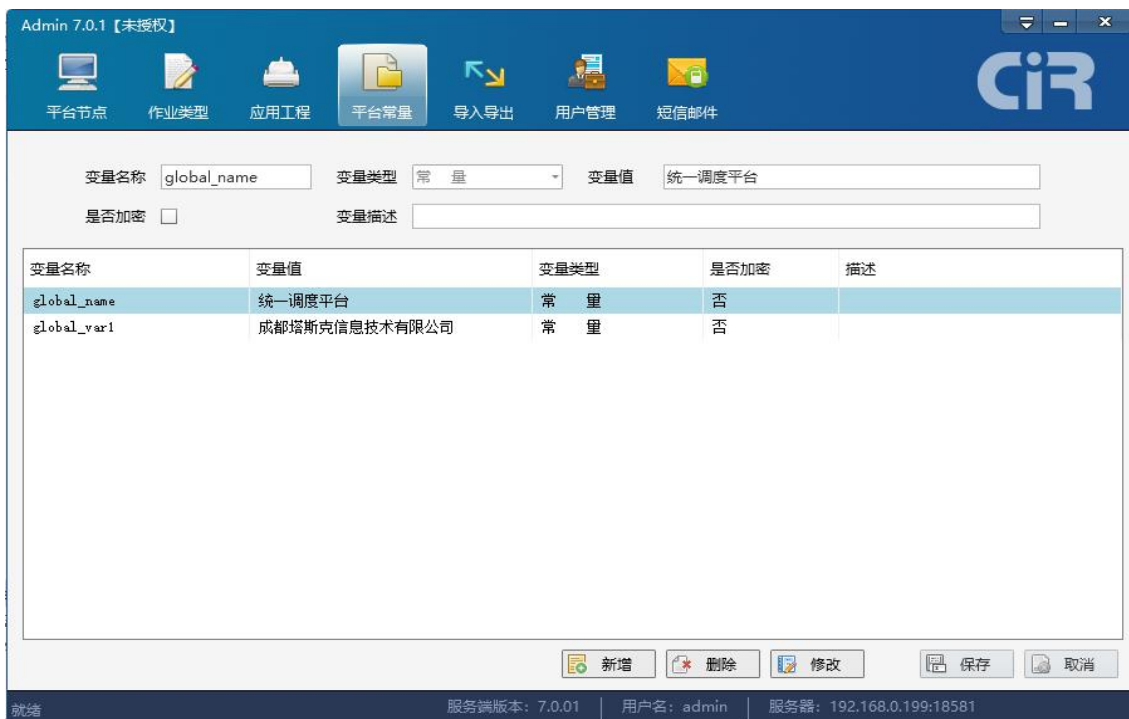 Admin 7.0.1【未授权】
平台节点 作业类型 应用工程 平台常量 导入导出 用户管理 短信邮件
CiR
变量名称 global_name 变量类型 常 量 变量值 统一调度平台
是否加密 变量描述
变量名称 变量值 变量类型 是否加密 描述
global_name 统一调度平台 常 量 否
global_var1 成都塔斯克信息技术有限公司 常 量 否
新增 删除 修改 保存 取消
就绪 服务端版本：7.0.01 | 用户名：admin | 服务器：192.168.0.199:18581